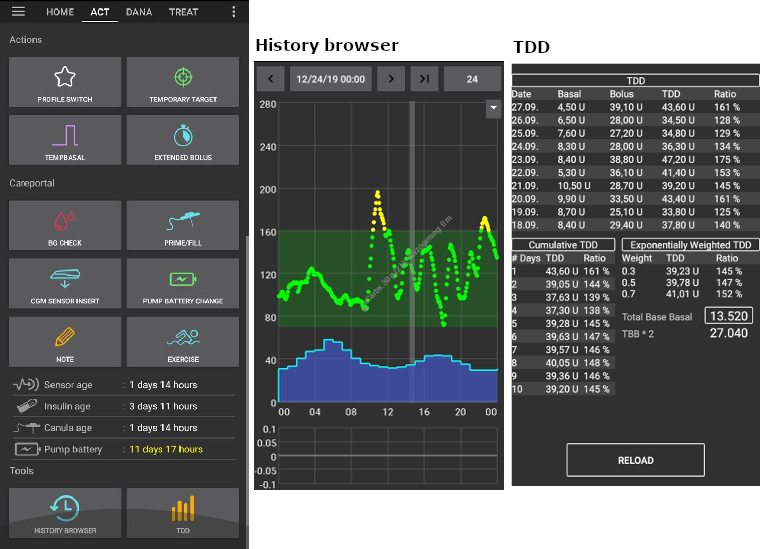 HOME ACT DANA TREAT
Actions
PROFILE SWITCH
TEMPORARY TARGET
TEMPBASAL
EXTENDED BOLUS
Careportal
BG CHECK
PRIME/FILL
CGM SENSOR INSERT
PUMP BATTERY CHANGE
NOTE
EXERCISE
Sensor age : 1 days 14 hours
Insulin age : 3 days 11 hours
Canula age : 1 days 14 hours
Pump battery : 11 days 17 hours
Tools
HISTORY BROWSER
TDD
History browser
12/24/19 00:00
24
280
240
200
160
120
80
40
0
00 04 08 12 16 20 00
0.1
0.05
0
-0.05
-0.1
TDD
TDD
Date Basal Bolus TDD Ratio
27.09. 4,50 U 39,10 U 43,60 U 161 %
26.09. 6,50 U 28,00 U 34,50 U 128 %
25.09. 7,60 U 27,20 U 34,80 U 129 %
24.09. 8,30 U 28,00 U 36,30 U 134 %
23.09. 8,40 U 38,80 U 47,20 U 175 %
22.09. 5,30 U 36,10 U 41,40 U 153 %
21.09. 10,50 U 28,70 U 39,20 U 145 %
20.09. 9,90 U 33,50 U 43,40 U 161 %
19.09. 8,70 U 25,10 U 33,80 U 125 %
18.09. 8,40 U 29,40 U 37,80 U 140 %
Cumulative TDD
# Days TDD Ratio
1 43,60 U 161 %
2 39,05 U 144 %
3 37,63 U 139 %
4 37,30 U 138 %
5 39,28 U 145 %
6 39,63 U 147 %
7 39,57 U 146 %
8 40,05 U 148 %
9 39,36 U 146 %
10 39,20 U 145 %
Exponentially Weighted TDD
Weight TDD Ratio
0.3 39,23 U 145 %
0.5 39,78 U 147 %
0.7 41,01 U 152 %
Total Base Basal 13.520
TBB * 2 27.040
RELOAD